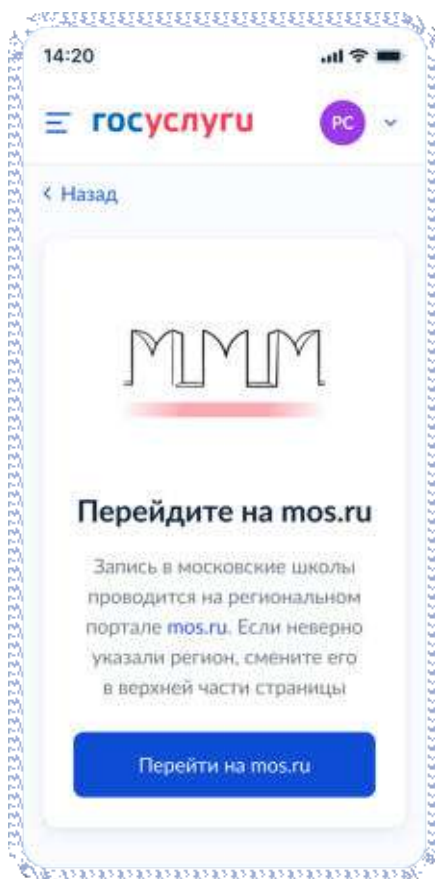 14:20
госуслуги
РС
Назад
МММ
Перейдите на mos.ru
Запись в московские школы
проводится на региональном
портале mos.ru. Если неверно
указали регион, смените его
в верхней части страницы
Перейти на mos.ru